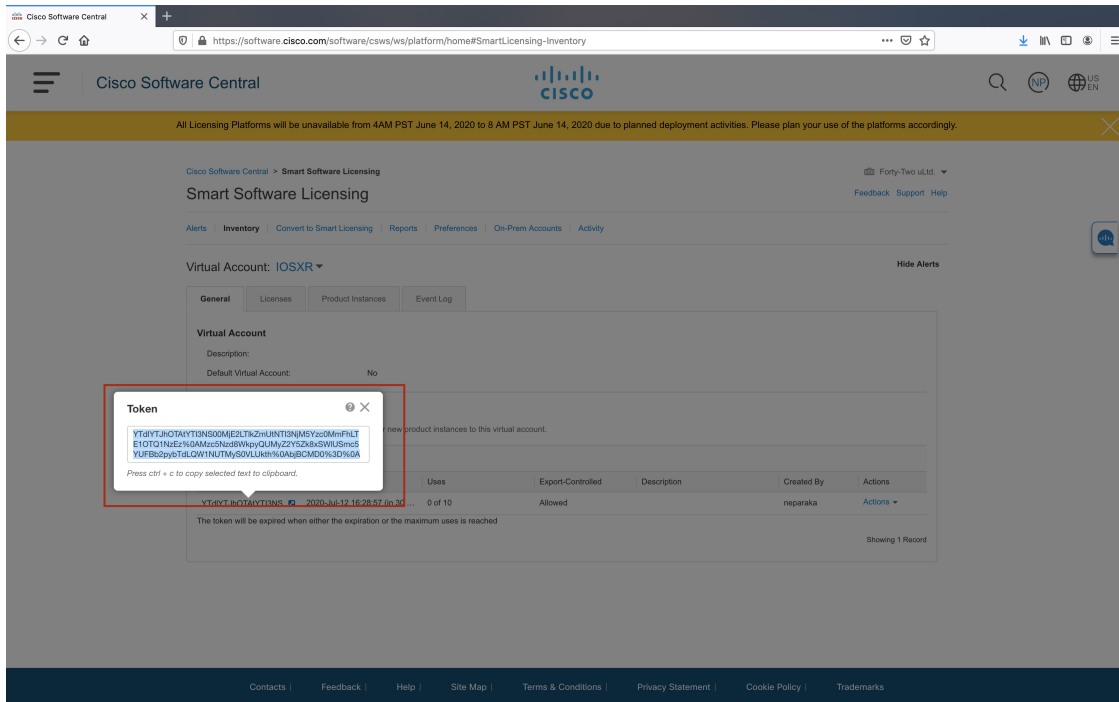 Cisco Software Central
https://software.cisco.com/software/csws/ws/platform/home#SmartLicensing-Inventory
Cisco Software Central
CISCO
NP
US
EN
All Licensing Platforms will be unavailable from 4AM PST June 14, 2020 to 8 AM PST June 14, 2020 due to planned deployment activities. Please plan your use of the platforms accordingly.
Cisco Software Central > Smart Software Licensing
Forty-Two uLtd.
Smart Software Licensing
Feedback Support Help
Alerts | Inventory | Convert to Smart Licensing | Reports | Preferences | On-Prem Accounts | Activity
Virtual Account: IOSXR
Hide Alerts
General Licenses Product Instances Event Log
Virtual Account
Description:
Default Virtual Account: No
Token
new product instances to this virtual account.
Press ctrl + c to copy selected text to clipboard.
Uses Export-Controlled Description Created By Actions
2020-Jul-12 16:28:57 (in 30 ... 0 of 10 Allowed neparaka Actions
The token will be expired when either the expiration or the maximum uses is reached
Showing 1 Record
Contacts | Feedback | Help | Site Map | Terms & Conditions | Privacy Statement | Cookie Policy | Trademarks